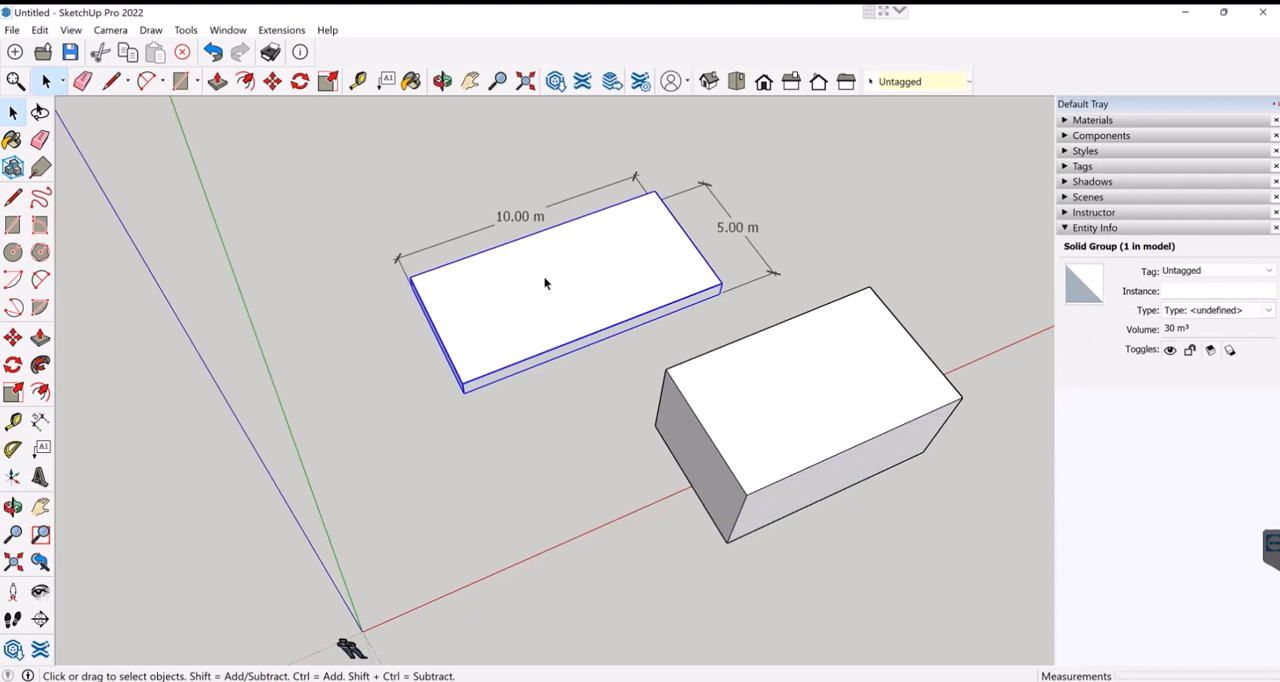 Untitled - SketchUp Pro 2022
File Edit View Camera Draw Tools Window Extensions Help
A1
Untagged
Default Tray
Materials
Components
Styles
Tags
Shadows
Scenes
Instructor
Entity Info
Solid Group (1 in model)
Tag: Untagged
Instance:
Type: Type: <undefined>
Volume: 30 m³
Toggles:
10.00 m
5.00 m
A1
Click or drag to select objects. Shift = Add/Subtract. Ctrl = Add. Shift + Ctrl = Subtract.
Measurements